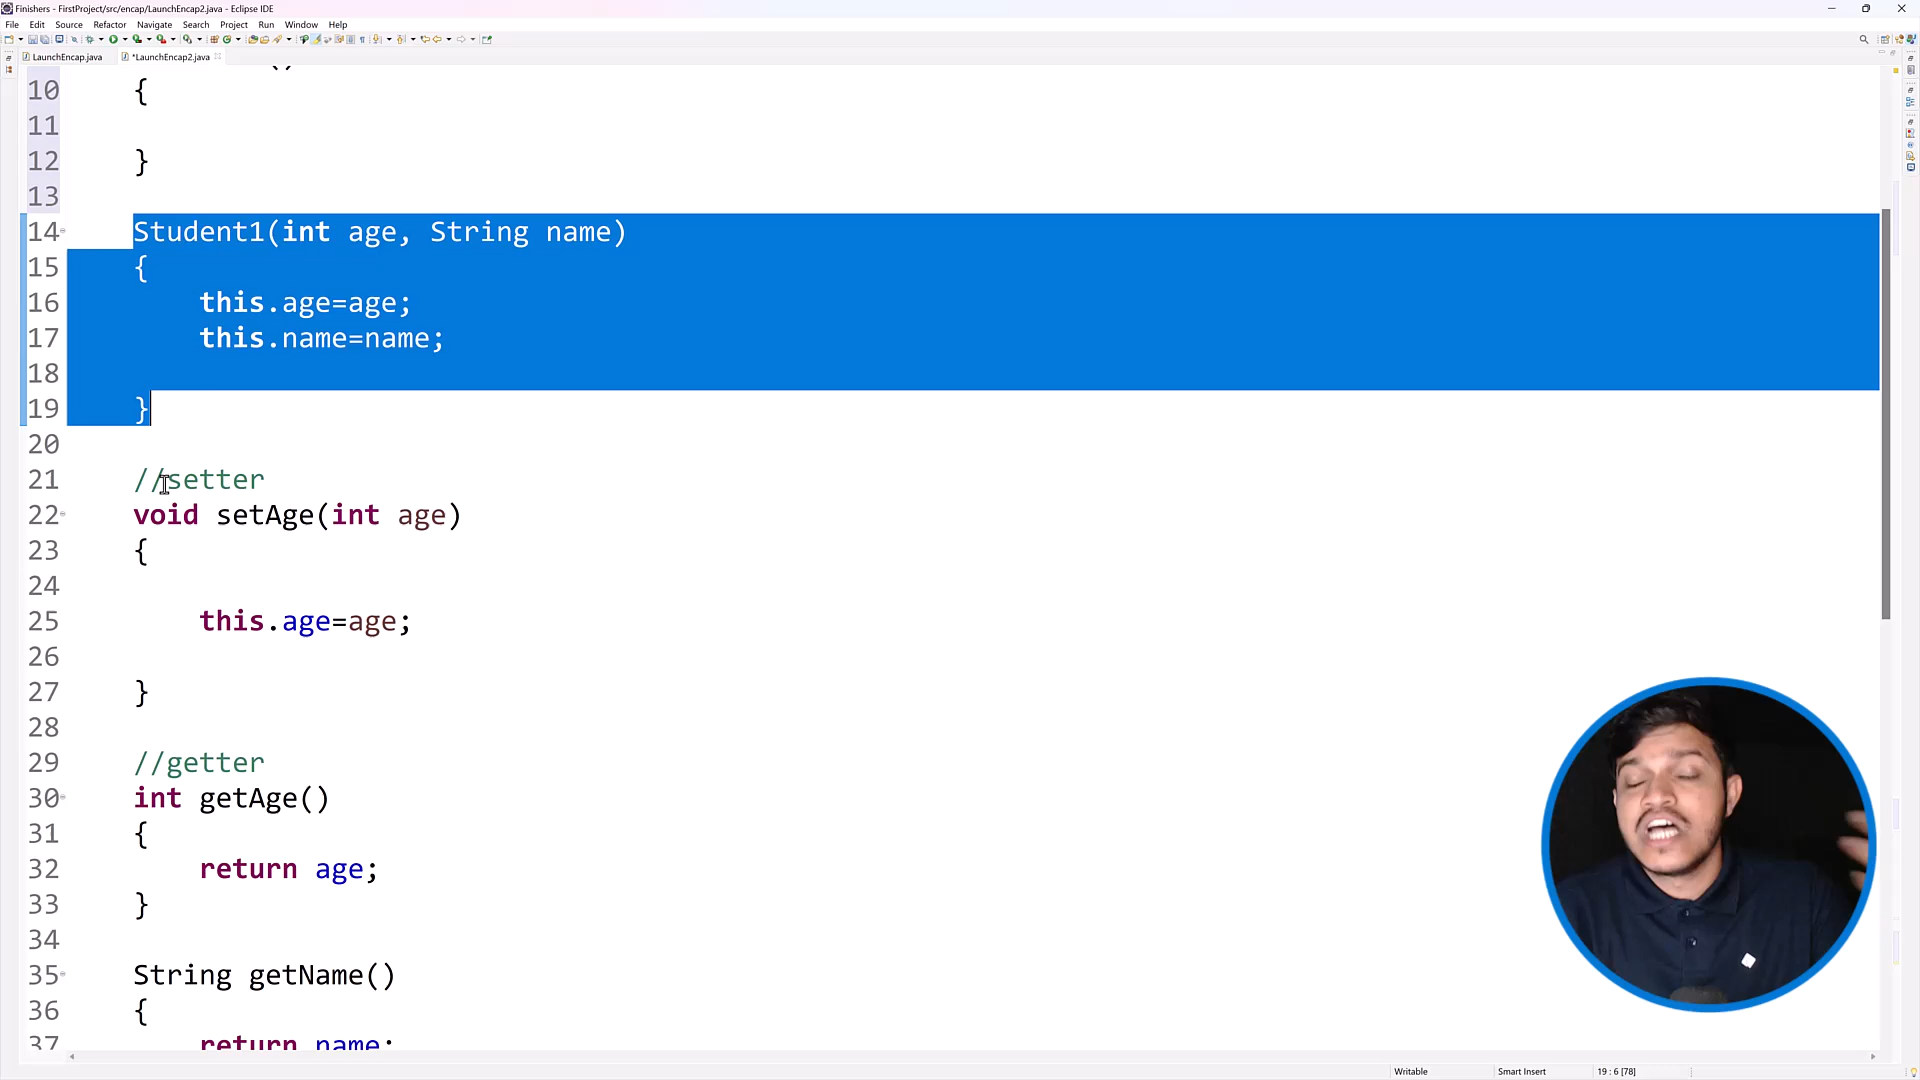 Finishers - FirstProject/src/encap/LaunchEncap2.java - Eclipse IDE
File Edit Source Refactor Navigate Search Project Run Window Help
LaunchEncap.java *LaunchEncap2.java
10 {
11
12 }
13
14 Student1(int age, String name)
15 {
16 this.age=age;
17 this.name=name;
18
19 }
20
21 //setter
22 void setAge(int age)
23 {
24
25 this.age=age;
26
27 }
28
29 //getter
30 int getAge()
31 {
32 return age;
33 }
34
35 String getName()
36 {
37 return name;
Writable Smart Insert 19 : 6 [78]